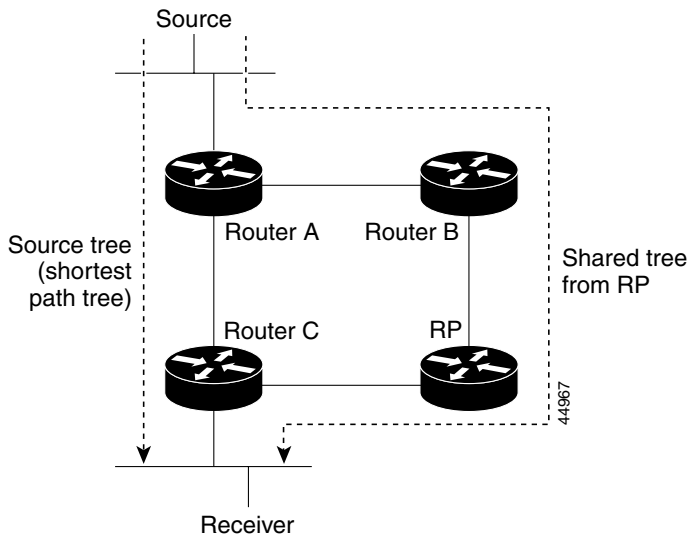 Source
Router A
Router B
Source tree
(shortest
path tree)
Shared tree
from RP
Router C
RP
44967
Receiver